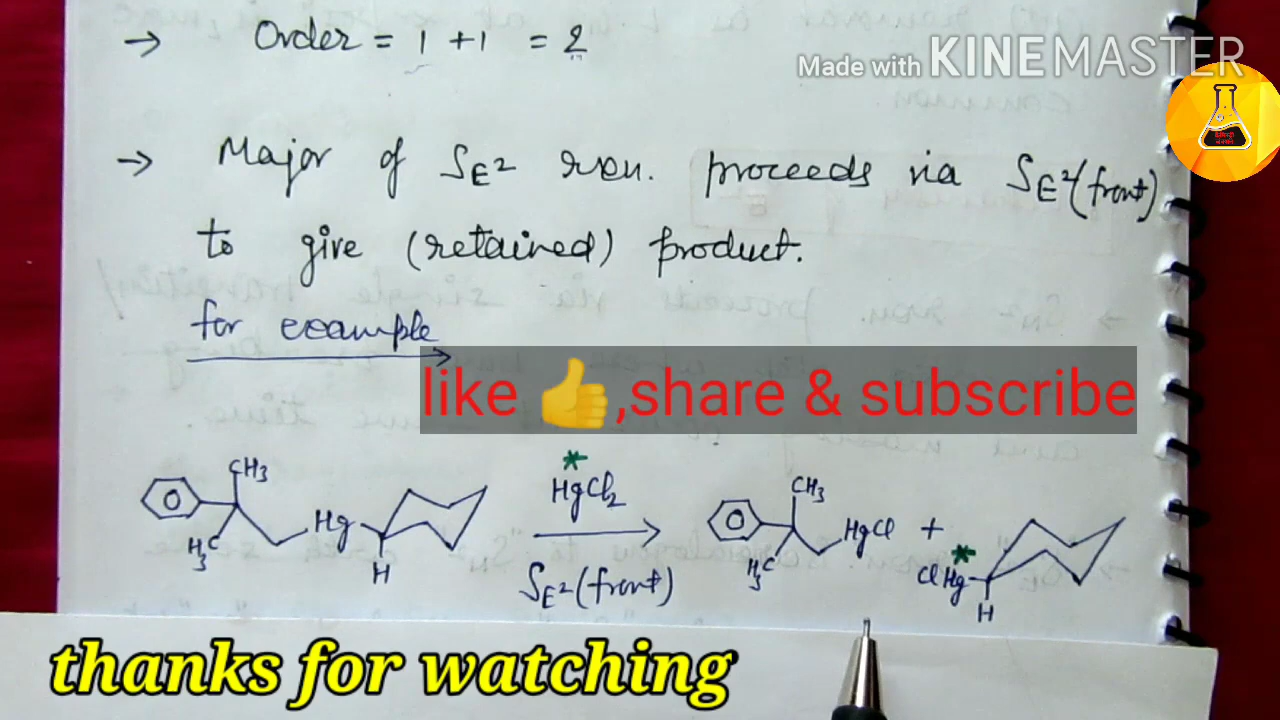 → Order = 1 + 1 = 2
Made with KINEMASTER
→ Major of SE² rxn. proceeds via SE²(front)
to give (retained) product.
for example
like 👍,share & subscribe
CH3 H3C Hg H
*
HgCl2
SE²(front)
CH3 H3C HgCl + ClHg * H
thanks for watching